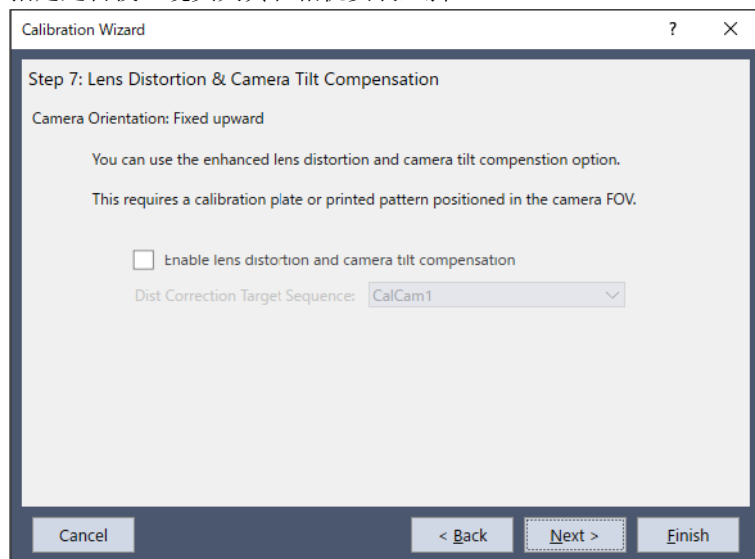 Calibration Wizard
?
Step 7: Lens Distortion & Camera Tilt Compensation
Camera Orientation: Fixed upward
You can use the enhanced lens distortion and camera tilt compenstion option.
This requires a calibration plate or printed pattern positioned in the camera FOV.
Enable lens distortion and camera tilt compensation
Dist Correction Target Sequence: CalCam1
Cancel < Back Next > Finish